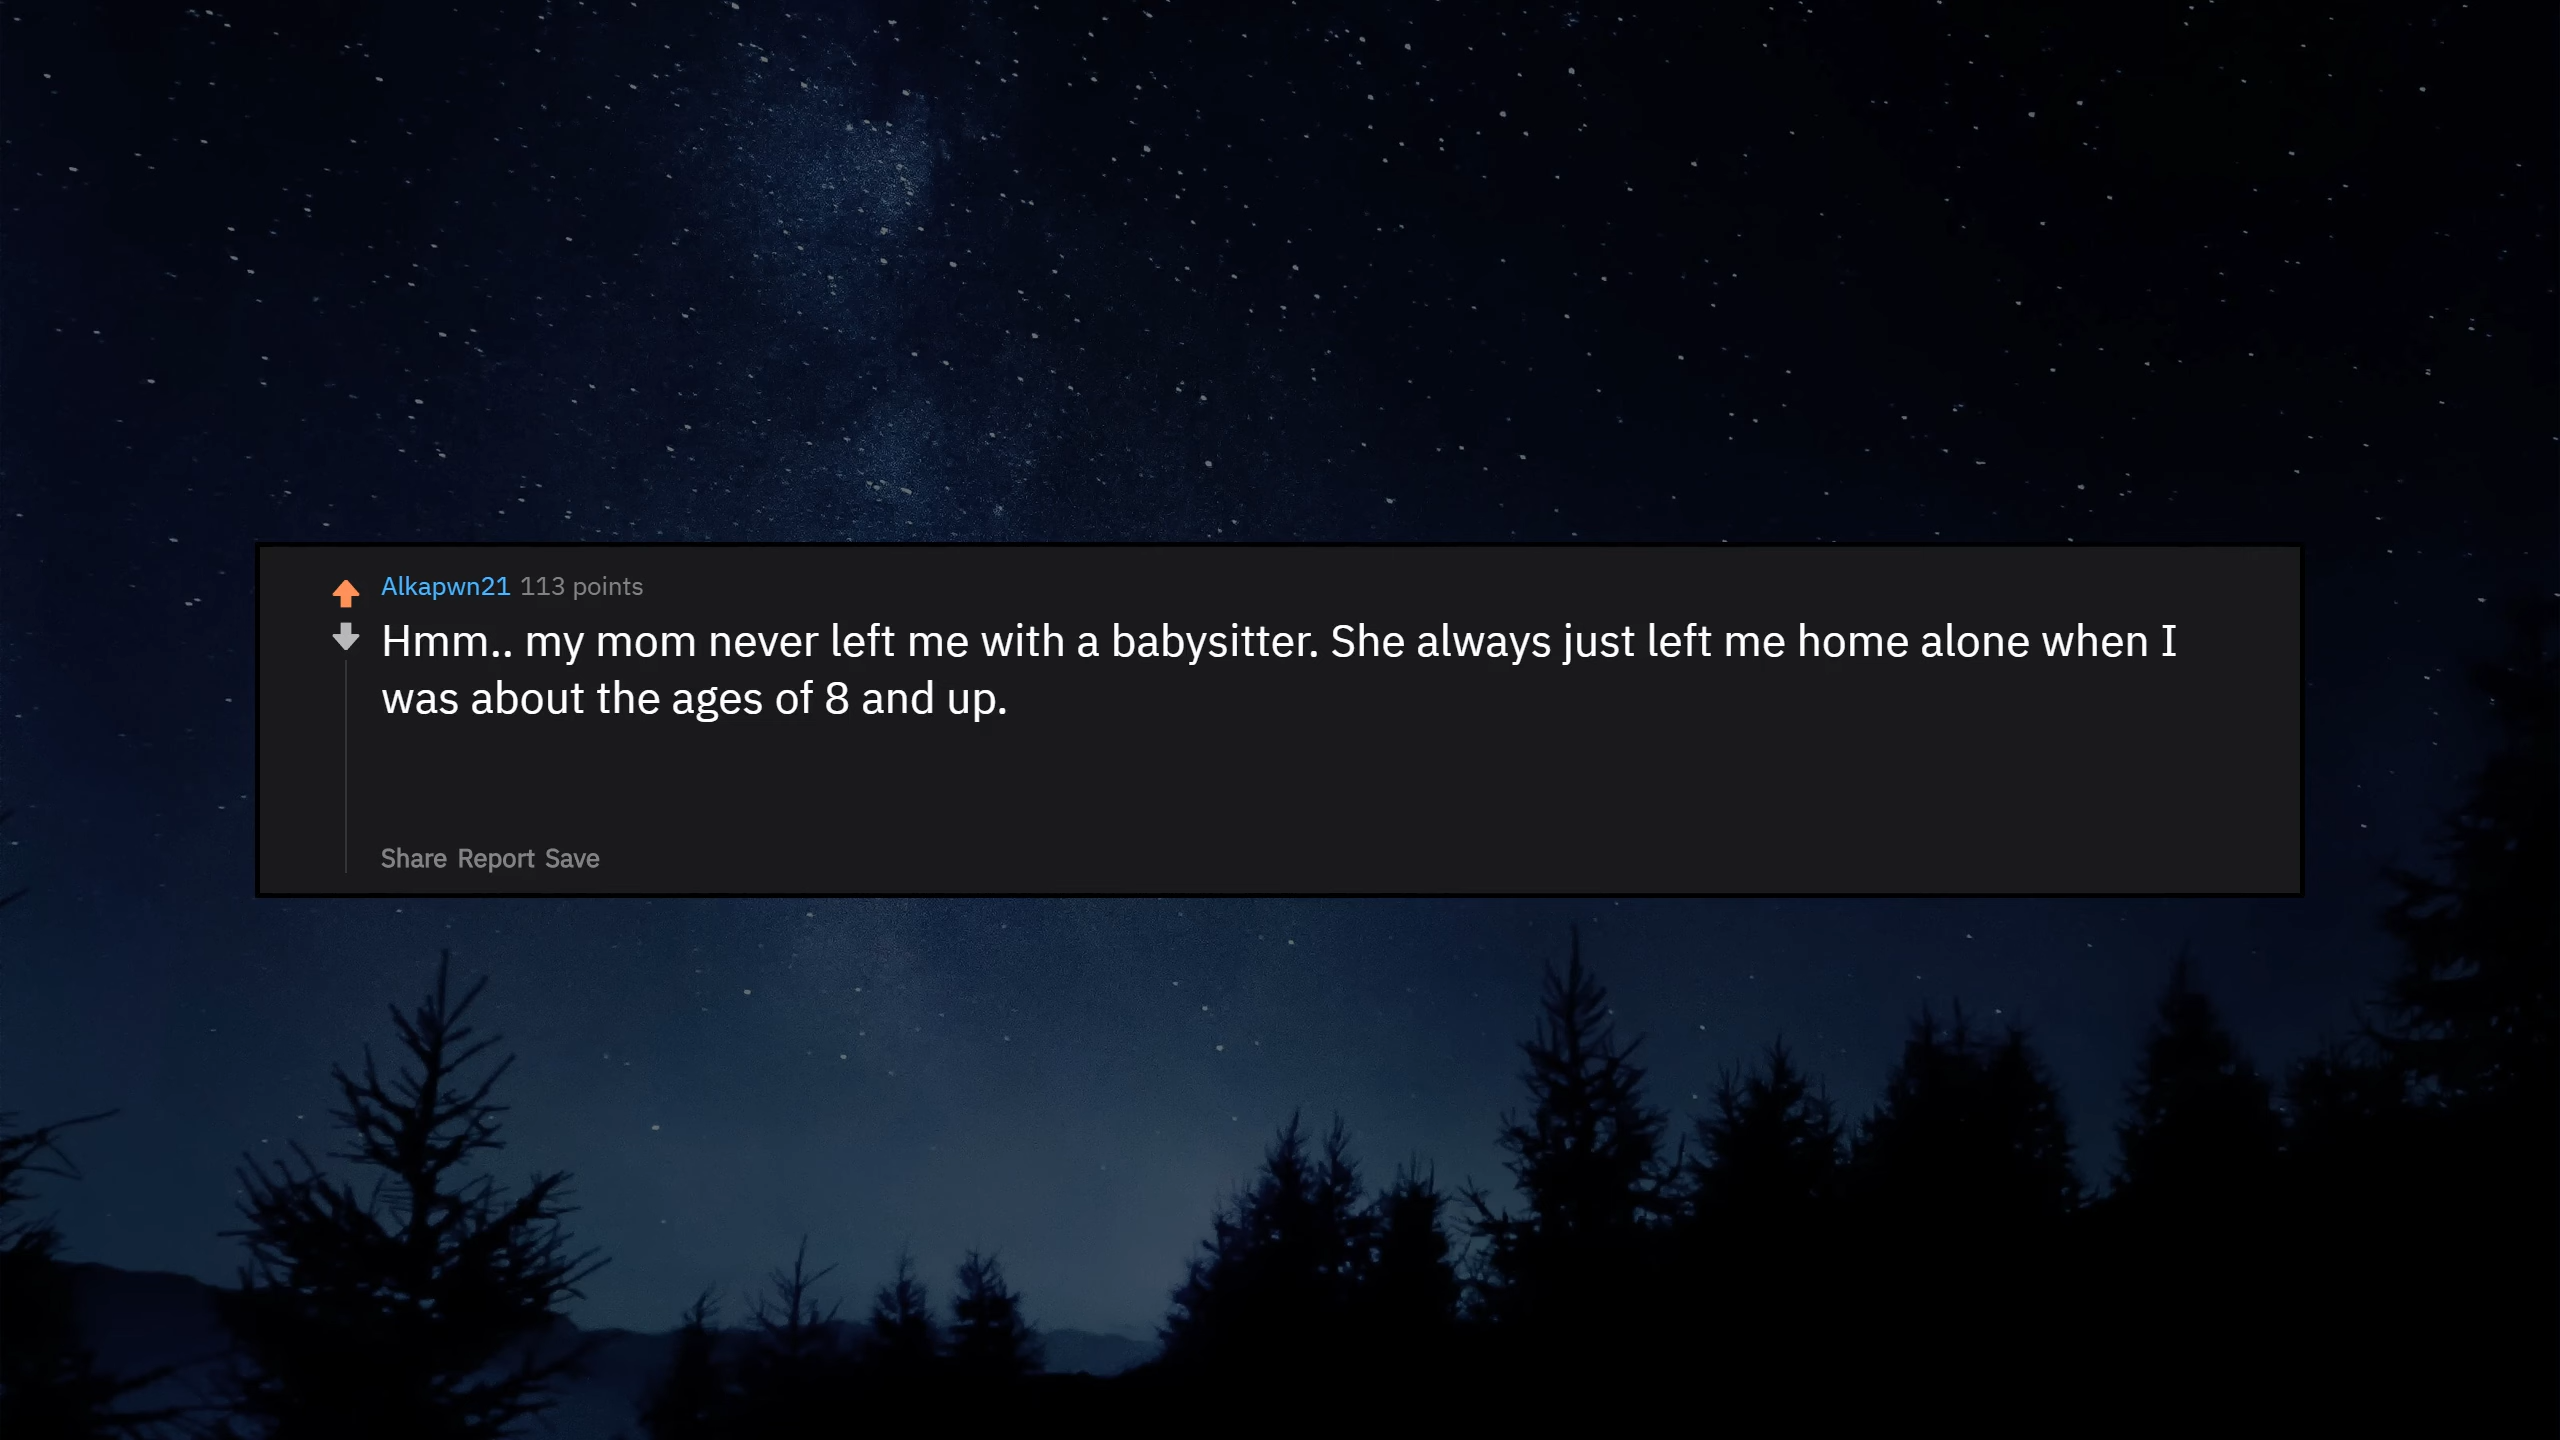 Alkapwn21 113 points
Hmm.. my mom never left me with a babysitter. She always just left me home alone when I
was about the ages of 8 and up.
Share Report Save